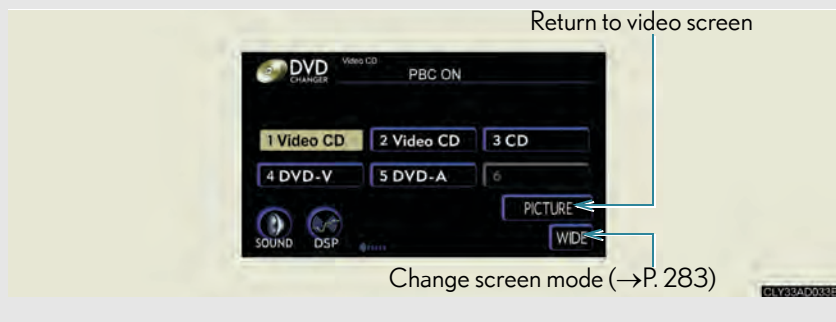 Return to video screen
DVD Video CD
CHANGER PBC ON
1 Video CD 2 Video CD 3 CD
4 DVD-V 5 DVD-A 6
PICTURE
SOUND DSP WIDE
Change screen mode (→P. 283)